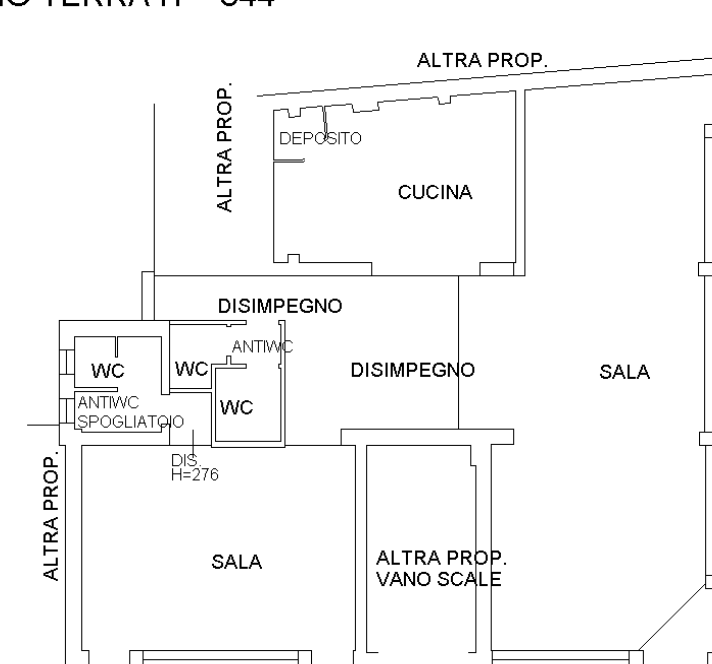 ALTRA PROP.
ALTRA PROP.
DEPOSITO
CUCINA
DISIMPEGNO
ANTIWC
WC
WC
DISIMPEGNO
SALA
ANTIWC
SPOGLIATOIO
WC
DIS.
H=276
ALTRA PROP.
SALA
ALTRA PROP.
VANO SCALE